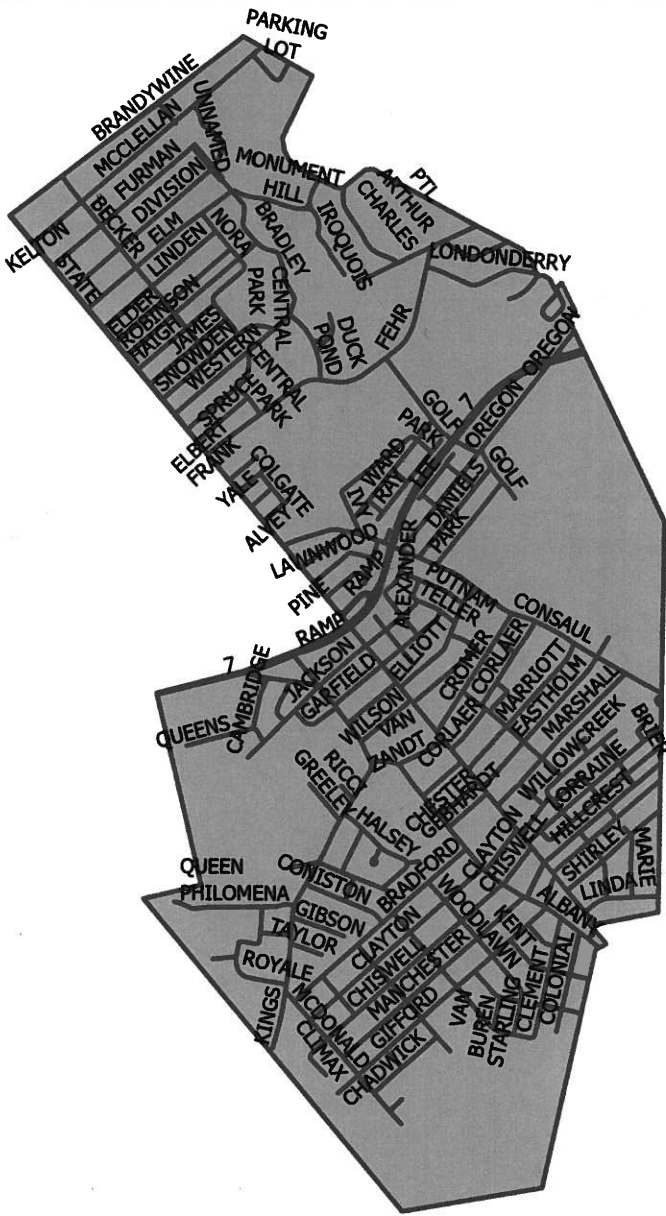 PARKING
LOT
BRANDYWINE
MCCLELLAN
UNNAMED
FURMAN
DIVISION
MONUMENT
HILL
PTI
ARTHUR
CHARLES
BECKER
ELM
LINDEN
NORA
BRADLEY
IROQUOIS
KELTON
STATE
LONDONDERRY
CENTRAL
PARK
ELDER
ROBINSON
HAIGH
JAMES
SNOWDEN
WESTERN
DUCK
POND
FEHR
OREGON
CENTRAL
PARK
ELBERT
FRANK
GOLF
7
OREGON
PARK
WARD
RAY
LEE
GOLF
DANIELS
PARK
YALE
COLGATE
IVY
ALVEY
LAWNWOOD
ALEXANDER
PINE
RAMP
PUTNAM
TELLER
CONSAUL
RAMP
7
CAMBRIDGE
QUEENS
JACKSON
GARFIELD
ELLIOTT
CROMER
CORLAER
MARRIOTT
EASTHOLM
MARSHALL
WILSON
VAN
ZANDT
CORLAER
WILLOWCREEK
LORRAINE
HILLCREST
RICCI
GREELEY
HALSEY
CHESTER
GEBHARDT
CLAYTON
CHISWELL
SHIRLEY
MARIE
LINDA
QUEEN
PHILOMENA
CONISTON
BRADFORD
WOODLAWN
ALBANY
KENT
GIBSON
TAYLOR
ROYALE
CLAYTON
CHISWELL
MANCHESTER
GIFFORD
CLEMENT
COLONIAL
KINGS
MCDONALD
CLIMAX
CHADWICK
VAN
BUREN
STARLING